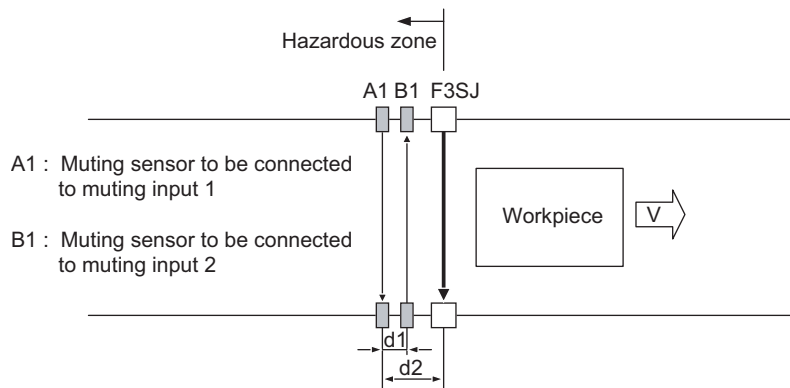 Hazardous zone
A1 B1 F3SJ
A1 : Muting sensor to be connected
to muting input 1
Workpiece
V
B1 : Muting sensor to be connected
to muting input 2
d1
d2